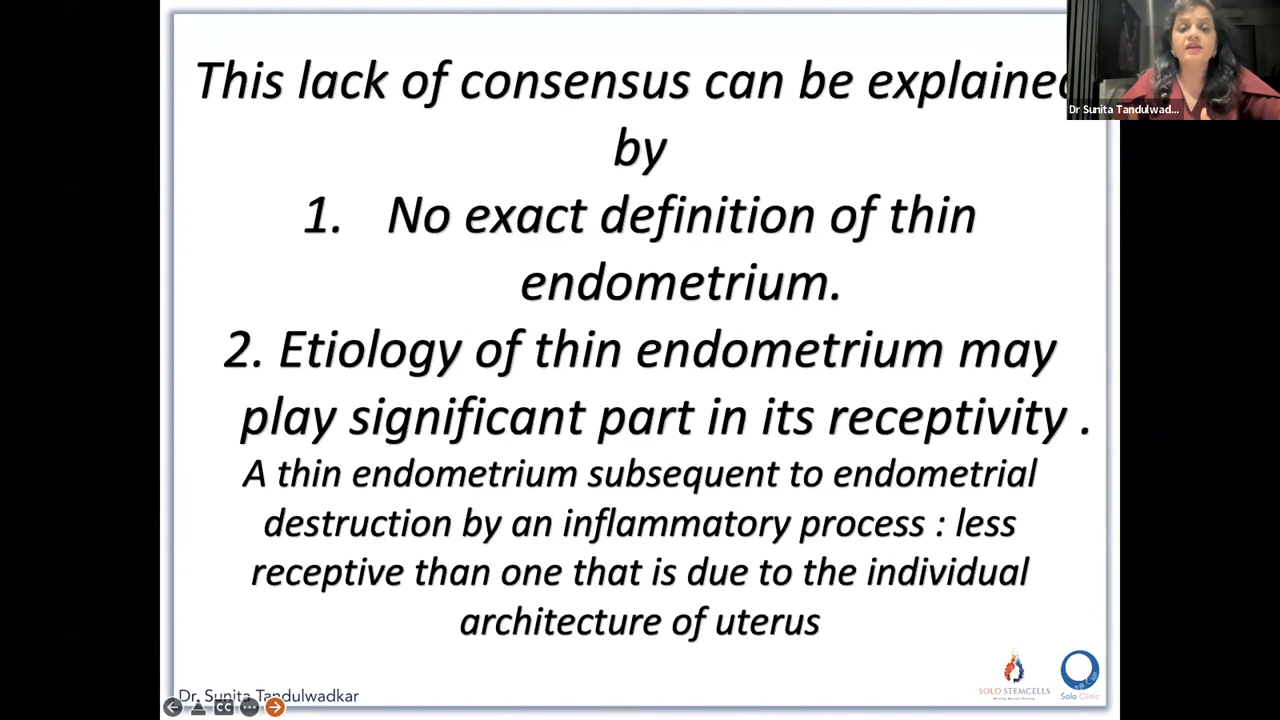 This lack of consensus can be explained
by
1. No exact definition of thin
endometrium.
2. Etiology of thin endometrium may
play significant part in its receptivity .
A thin endometrium subsequent to endometrial
destruction by an inflammatory process : less
receptive than one that is due to the individual
architecture of uterus
Dr Sunita Tandulwad...
SOLO STEMCELLS
Solo Clinic
Dr. Sunita Tandulwadkar
CC